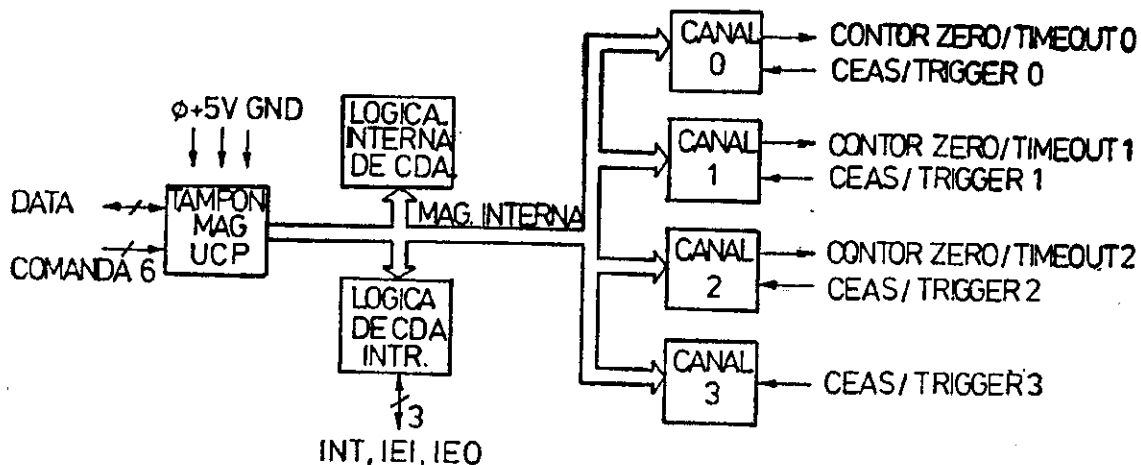 CANAL
0
CONTOR ZERO/TIMEOUT 0
CEAS/TRIGGER 0
ϕ +5V GND
LOGICA.
INTERNA
DE CDA.
CANAL
1
CONTOR ZERO/TIMEOUT 1
CEAS/TRIGGER 1
DATA
TAMPON
MAG
UCP
MAG. INTERNA
COMANDĂ 6
CANAL
2
CONTOR ZERO/TIMEOUT 2
CEAS/TRIGGER 2
LOGICA
DE CDA
INTR.
CANAL
3
CEAS/TRIGGER 3
3
INT, IEI, IEO